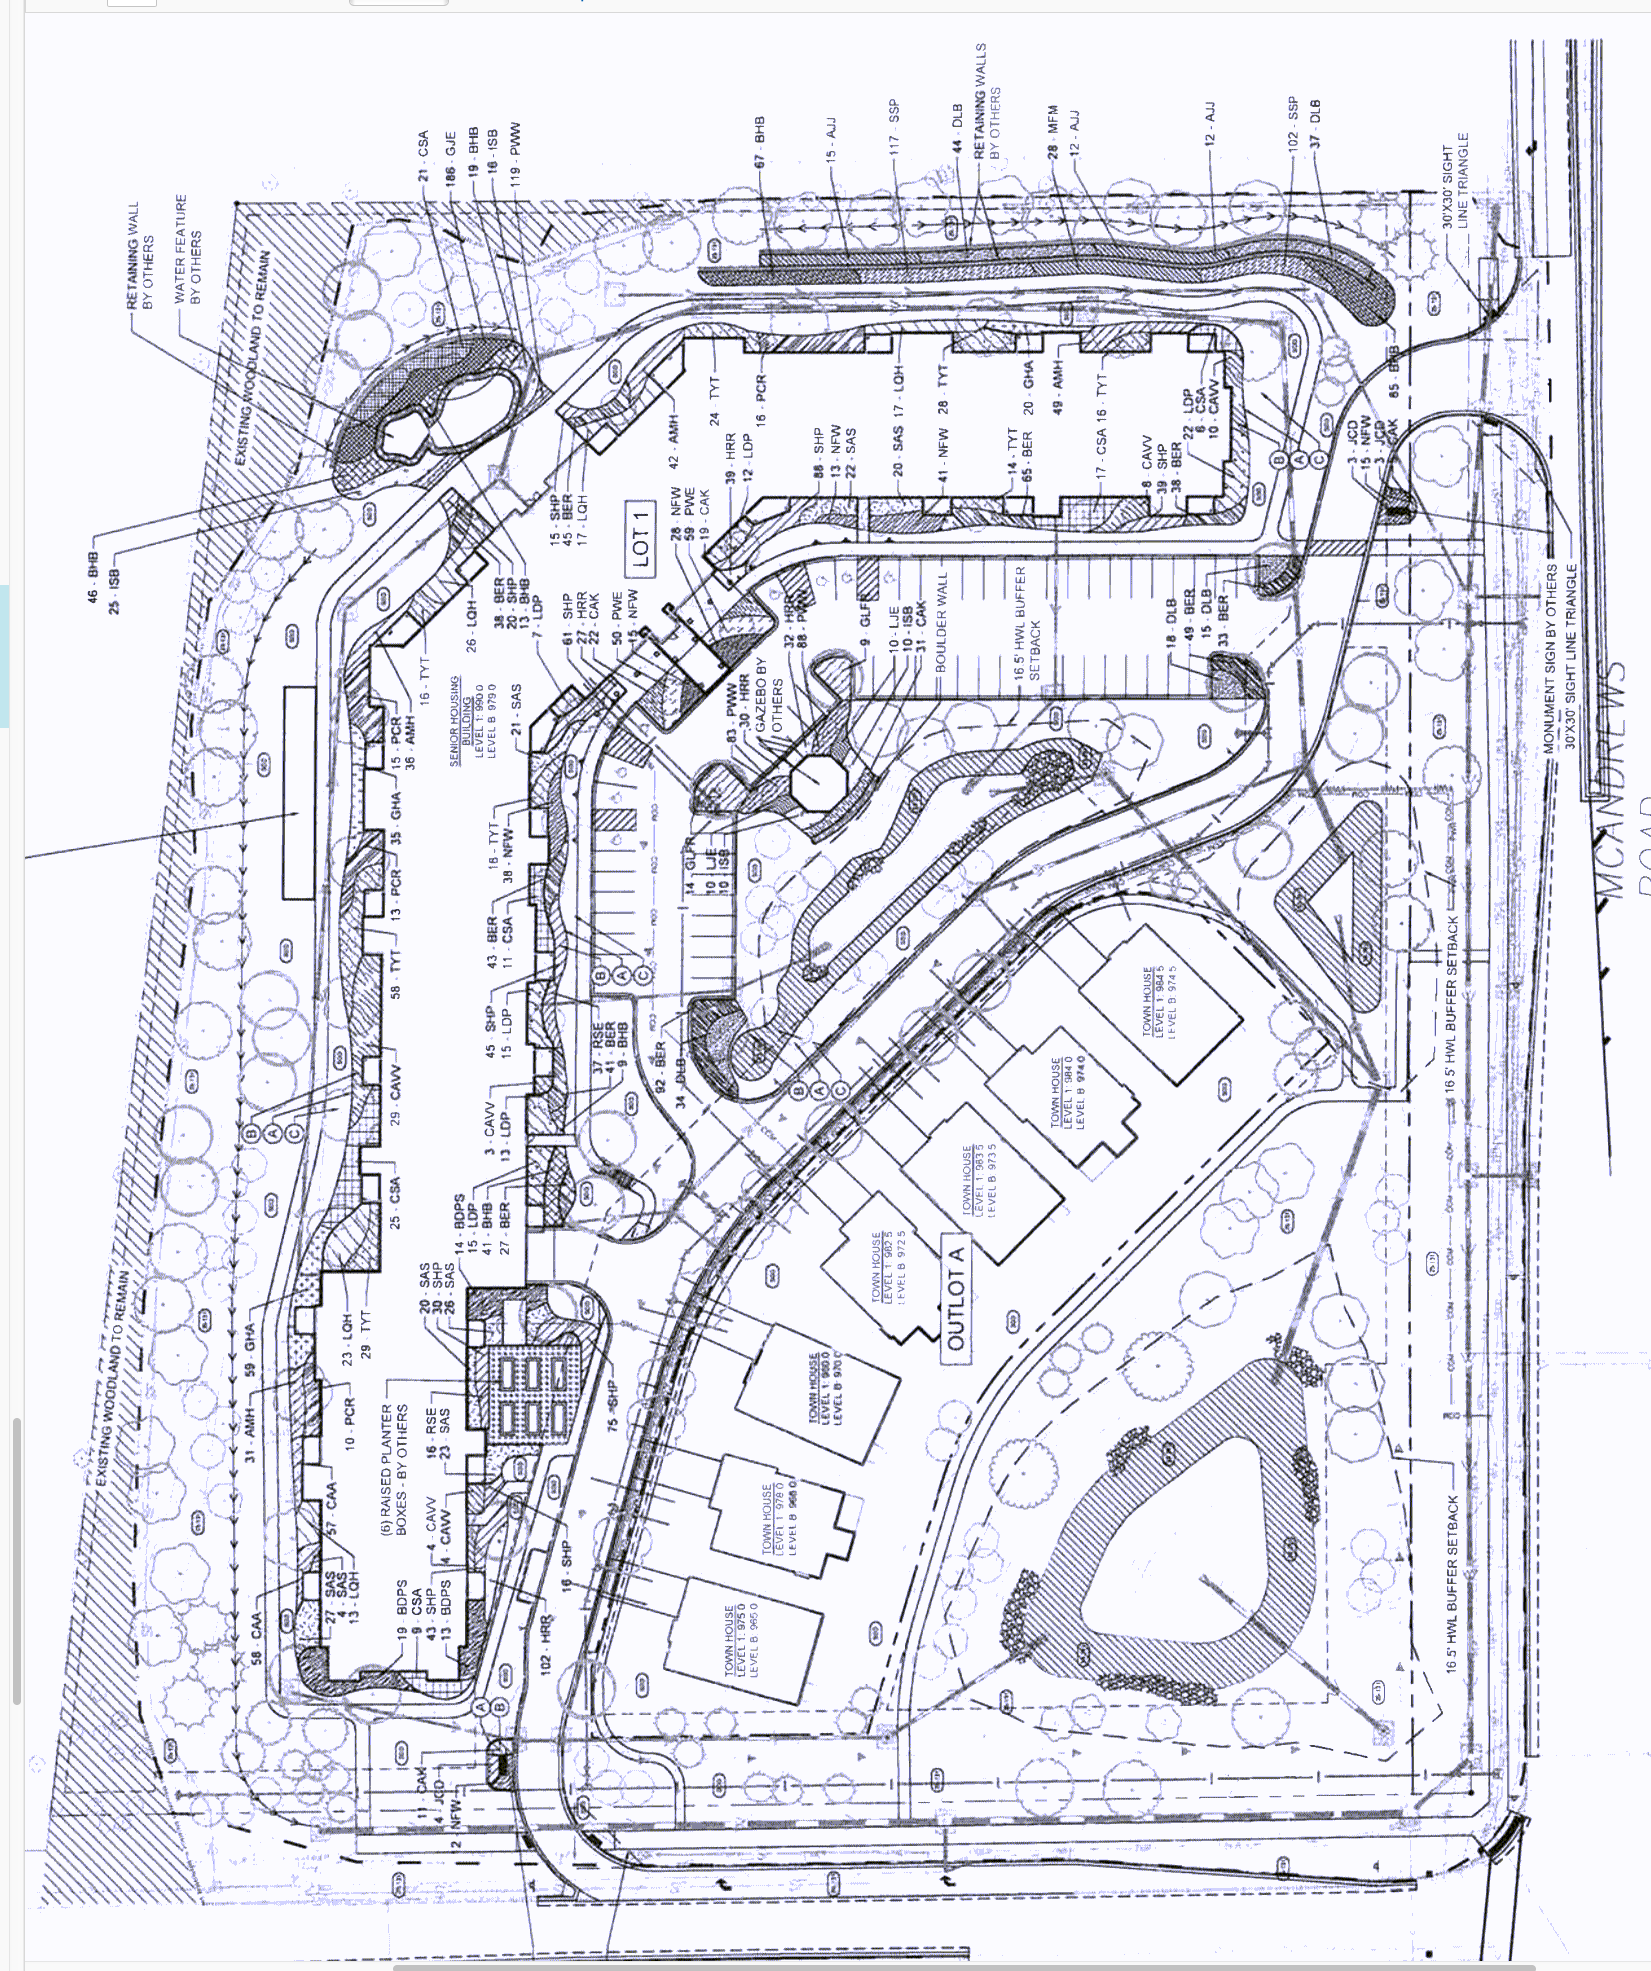 RETAINING WALL
BY OTHERS
WATER FEATURE
BY OTHERS
EXISTING WOODLAND TO REMAIN
21 - CSA
186 - GJE
19 - BHB
16 - ISB
119 - PWW
67 - BHB
15 - AJJ
117 - SSP
44 - DLB
RETAINING WALLS
BY OTHERS
28 - MFM
12 - AJJ
12 - AJJ
102 - SSP
37 - DLB
30'X30' SIGHT
LINE TRIANGLE
46 - BHB
25 - ISB
15 - SHP
45 - BER
17 - LQH
LOT 1
42 - AMH
24 - TYT
16 - PCR
39 - HRR
12 - LDP
28 - NFW
59 - PWE
19 - CAK
88 - SHP
13 - NFW
22 - SAS
20 - SAS
17 - LQH
41 - NFW
28 - TYT
14 - TYT
65 - BER
20 - GHA
49 - AMH
17 - CSA
16 - TYT
8 - CAVV
39 - SHP
38 - BER
22 - LDP
6 - CSA
10 - CAVV
B
A
C
3 - JCD
15 - NFW
3 - JCD
CAK
65 - BHB
26 - LQH
38 - BER
20 - SHP
13 - BHB
7 - LDP
61 - SHP
27 - HRR
22 - CAK
50 - PWE
15 - NFW
32 - HRR
88 - PWW
9 - GLFR
10 - LJE
10 - ISB
31 - CAK
BOULDER WALL
16.5' HWL BUFFER
SETBACK
18 - DLB
49 - BER
15 - DLB
33 - BER
MONUMENT SIGN BY OTHERS
30'X30' SIGHT LINE TRIANGLE
MCANDREWS
16 - TYT
15 - PCR
36 - AMH
SENIOR HOUSING
BUILDING
LEVEL 1: 990.0
LEVEL B: 979.0
21 - SAS
83 - PWW
30 - HRR
GAZEBO BY
OTHERS
35 - GHA
13 - PCR
58 - TYT
16 - TYT
38 - NFW
43 - BER
11 - CSA
14 - GLFR
10 - LJE
10 - ISB
B
A
C
45 - SHP
15 - LDP
37 - RSE
41 - BER
9 - BHB
92 - BER
34 - DLB
B
A
C
TOWN HOUSE
LEVEL 1: 984.5
LEVEL B: 974.5
16.5' HWL BUFFER SETBACK
16.5' HWL BUFFER SETBACK
B
A
C
29 - CAVV
3 - CAVV
13 - LDP
TOWN HOUSE
LEVEL 1: 984.0
LEVEL B: 974.0
TOWN HOUSE
LEVEL 1: 983.5
LEVEL B: 973.5
25 - CSA
14 - BDPS
15 - LDP
41 - BHB
27 - BER
TOWN HOUSE
LEVEL 1: 982.5
LEVEL B: 972.5
OUTLOT A
EXISTING WOODLAND TO REMAIN
31 - AMH
59 - GHA
23 - LQH
29 - TYT
20 - SAS
30 - SHP
26 - SAS
10 - PCR
(6) RAISED PLANTER
BOXES - BY OTHERS
16 - RSE
23 - SAS
75 - SHP
TOWN HOUSE
LEVEL 1: 980.0
LEVEL B: 970.0
57 - CAA
4 - CAVV
4 - CAVV
TOWN HOUSE
LEVEL 1: 978.0
LEVEL B: 968.0
58 - CAA
27 - SAS
4 - SAS
13 - LQH
19 - BDPS
9 - CSA
43 - SHP
13 - BDPS
16 - SHP
102 - HRR
TOWN HOUSE
LEVEL 1: 975.0
LEVEL B: 965.0
16.5' HWL BUFFER SETBACK
A
B
11 - CAK
4 - JCD
12 - NFW